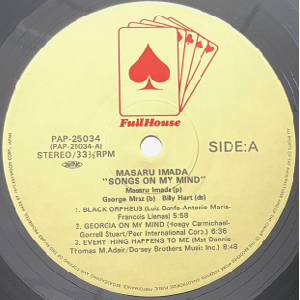 FullHouse
PAP-25034
(PAP-25034-A)
STEREO/33⅓RPM
SIDE:A
MASARU IMADA
"SONGS ON MY MIND"
Masaru Imada (p)
George Mraz (b) Billy Hart (ds)
1. BLACK ORPHEUS (Luiz Bonfa-Antonio Maria-
Francois Llenas) 5:58
2. GEORGIA ON MY MIND (Hoagy Carmichael-
Gorrell Stuart/Peer International Corp.) 6:36
3. EVERYTHING HAPPENS TO ME (Mat Dennis
Thomas M.Adair/Dorsey Brothers Music Inc.) 8:48